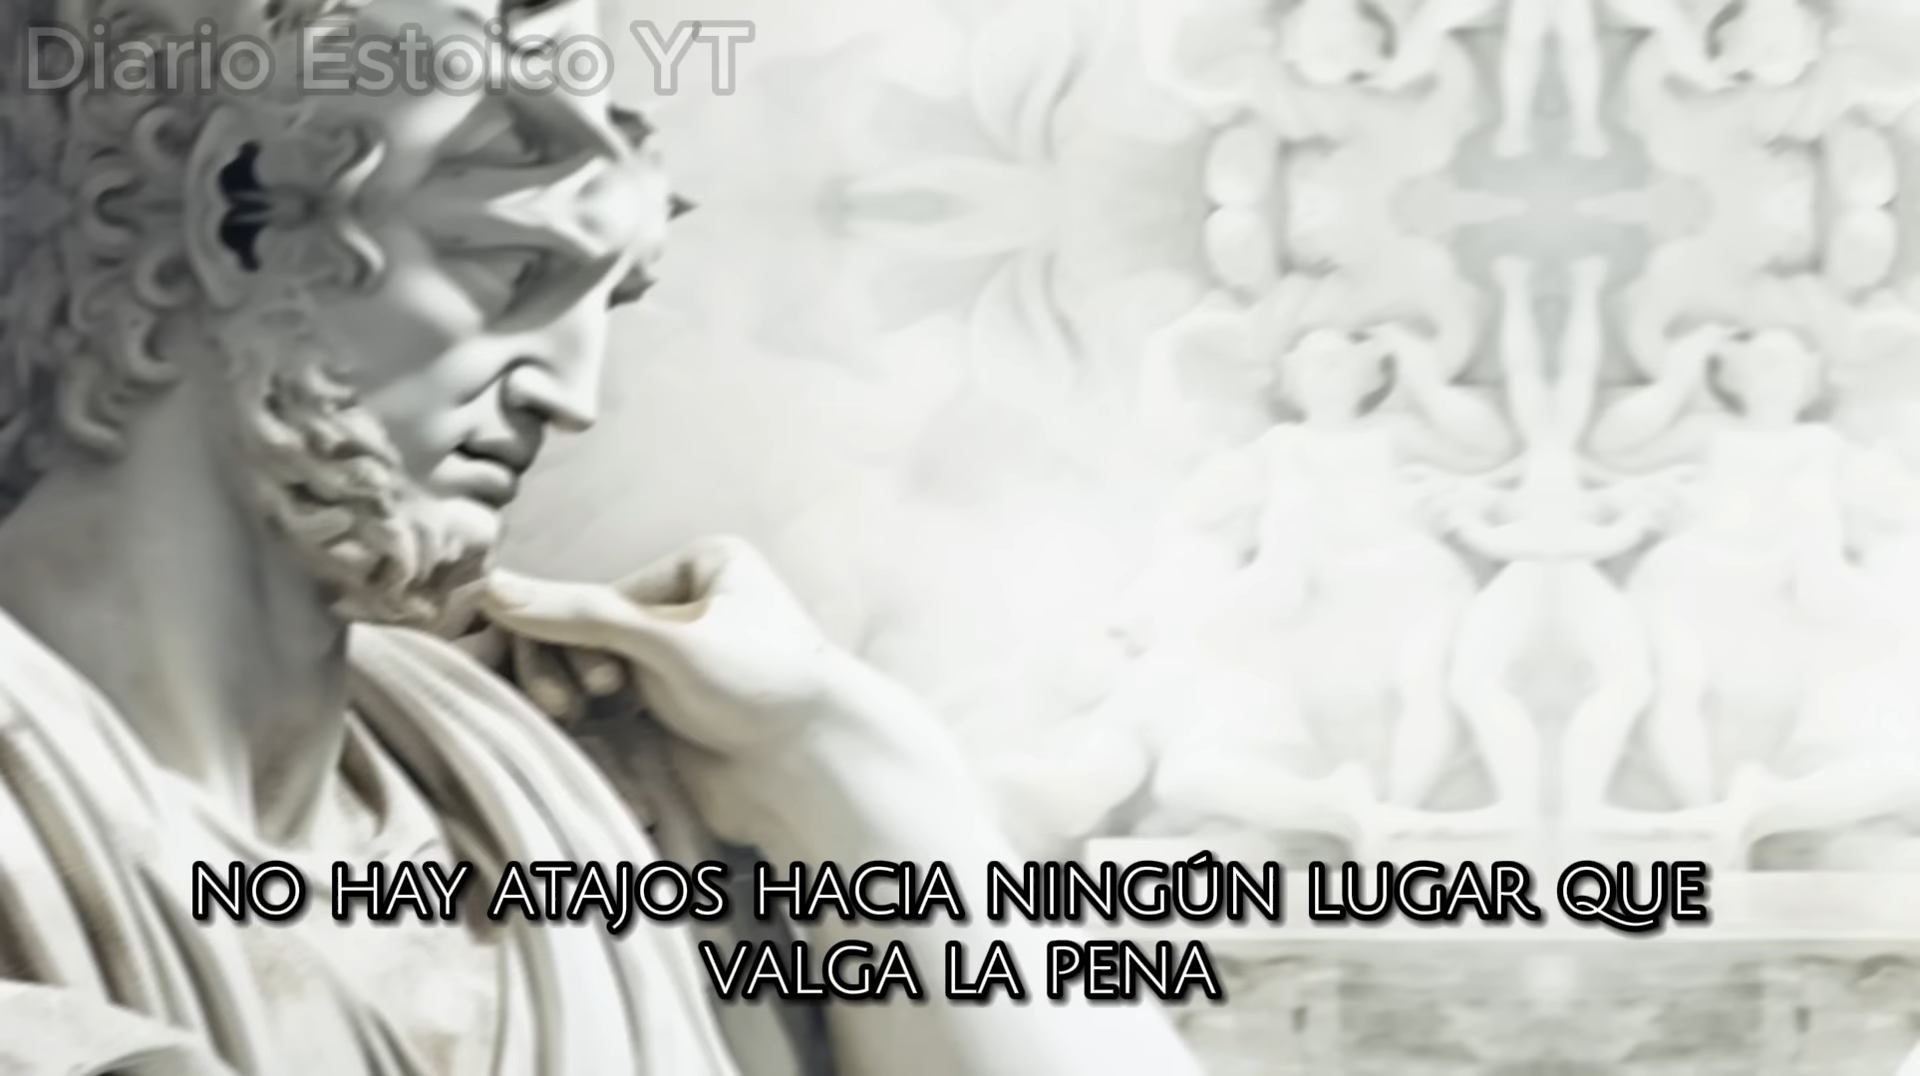 Diario Estoico YT
NO HAY ATAJOS HACIA NINGÚN LUGAR QUE
VALGA LA PENA